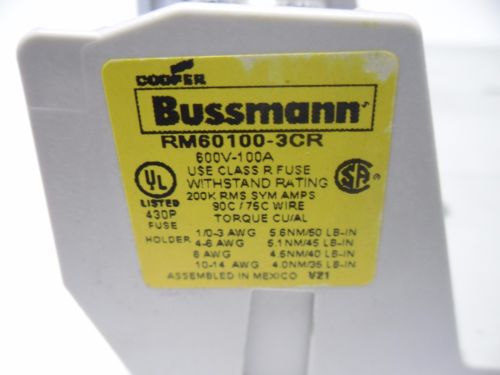 COOPER
Bussmann
RM60100-3CR
600V-100A
USE CLASS R FUSE
WITHSTAND RATING
200K RMS SYM AMPS
90C / 75C WIRE
TORQUE CU/AL
UL
LISTED
430P
FUSE
HOLDER
SA ®
1/0-3 AWG 5.6NM/50 LB-IN
4-6 AWG 5.1NM/45 LB-IN
8 AWG 4.5NM/40 LB-IN
10-14 AWG 4.0NM/35 LB-IN
ASSEMBLED IN MEXICO V21